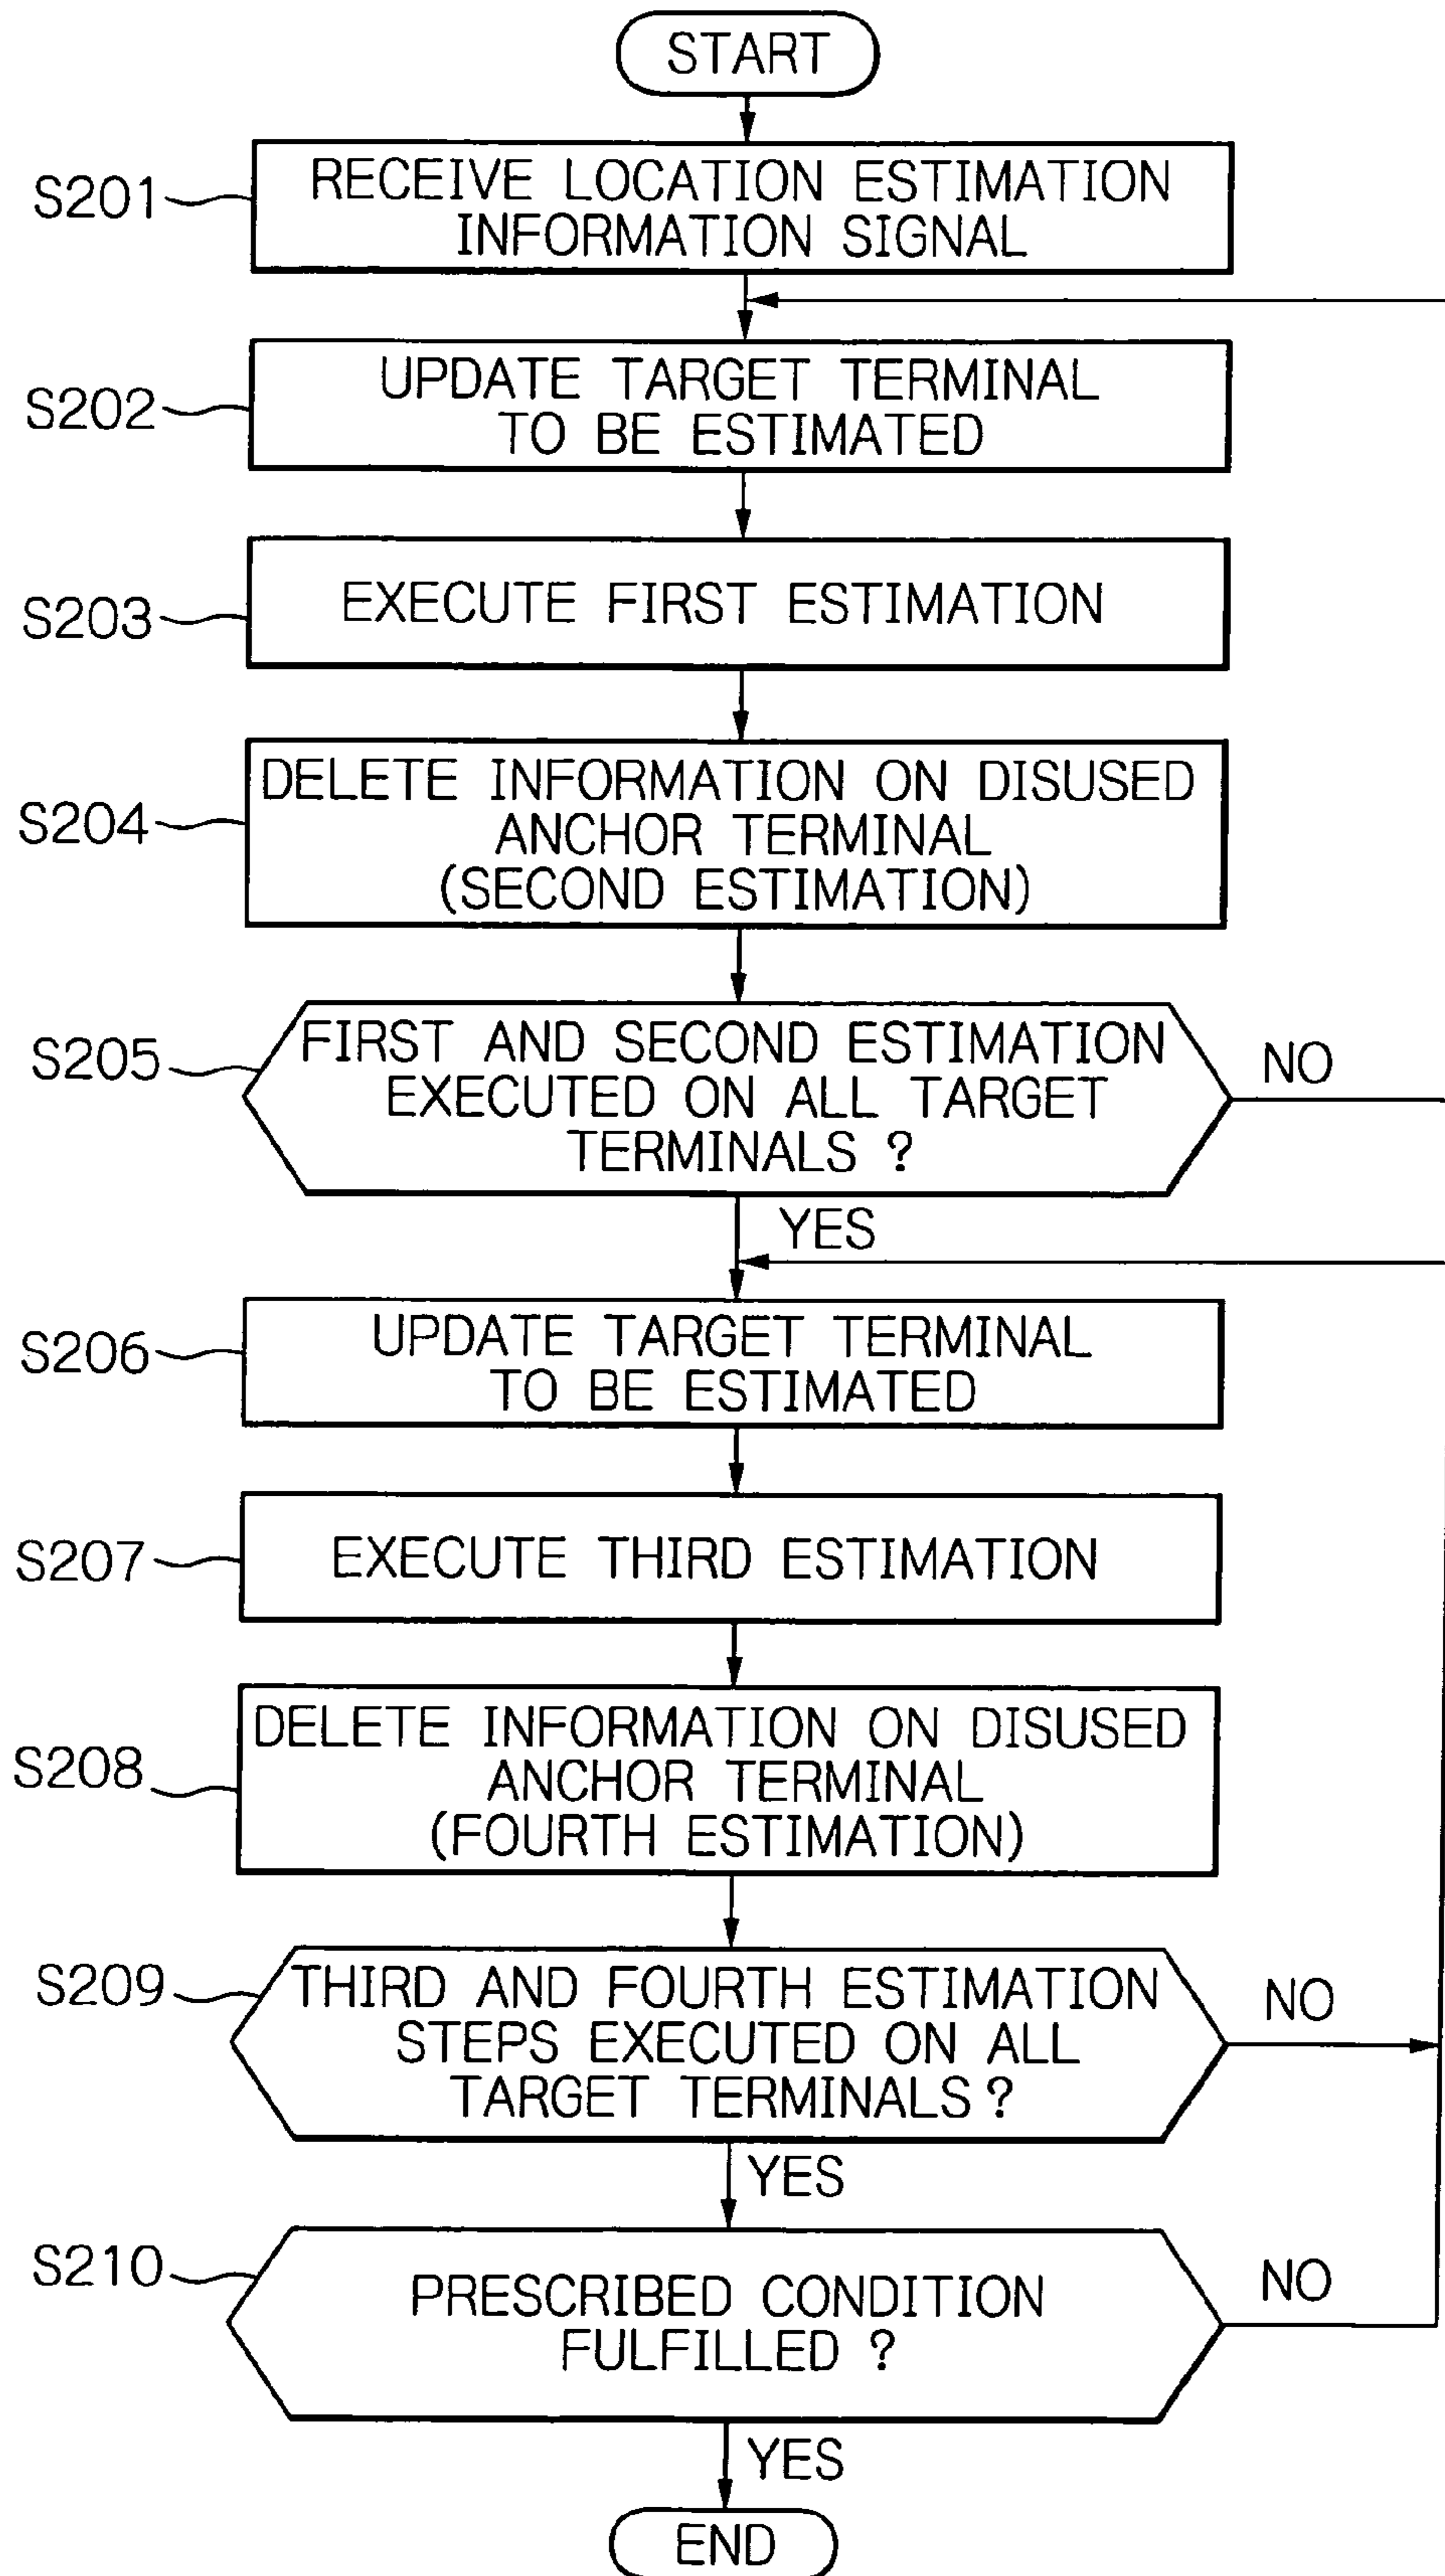 START
S201
RECEIVE LOCATION ESTIMATION
INFORMATION SIGNAL
S202
UPDATE TARGET TERMINAL
TO BE ESTIMATED
S203
EXECUTE FIRST ESTIMATION
S204
DELETE INFORMATION ON DISUSED
ANCHOR TERMINAL
(SECOND ESTIMATION)
S205
FIRST AND SECOND ESTIMATION
EXECUTED ON ALL TARGET
TERMINALS ?
NO
YES
S206
UPDATE TARGET TERMINAL
TO BE ESTIMATED
S207
EXECUTE THIRD ESTIMATION
S208
DELETE INFORMATION ON DISUSED
ANCHOR TERMINAL
(FOURTH ESTIMATION)
S209
THIRD AND FOURTH ESTIMATION
STEPS EXECUTED ON ALL
TARGET TERMINALS ?
NO
YES
S210
PRESCRIBED CONDITION
FULFILLED ?
NO
YES
END